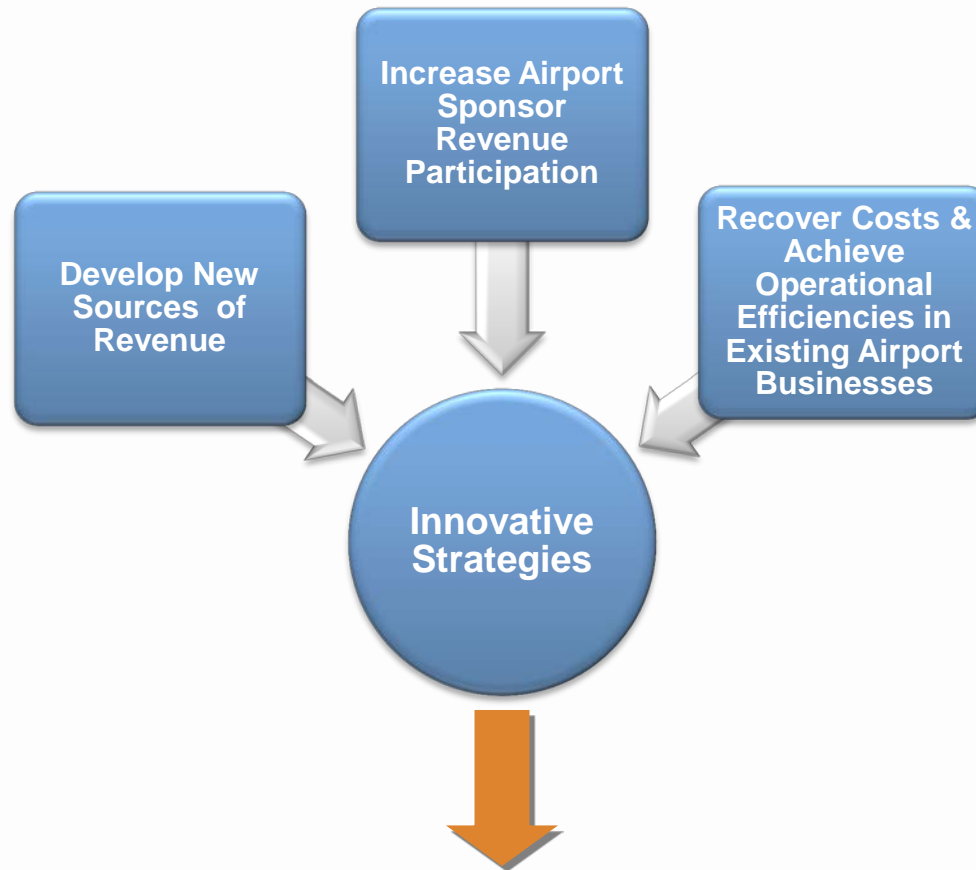 Increase Airport
Sponsor
Revenue
Participation
Develop New
Sources of
Revenue
Recover Costs &
Achieve
Operational
Efficiencies in
Existing Airport
Businesses
Innovative
Strategies